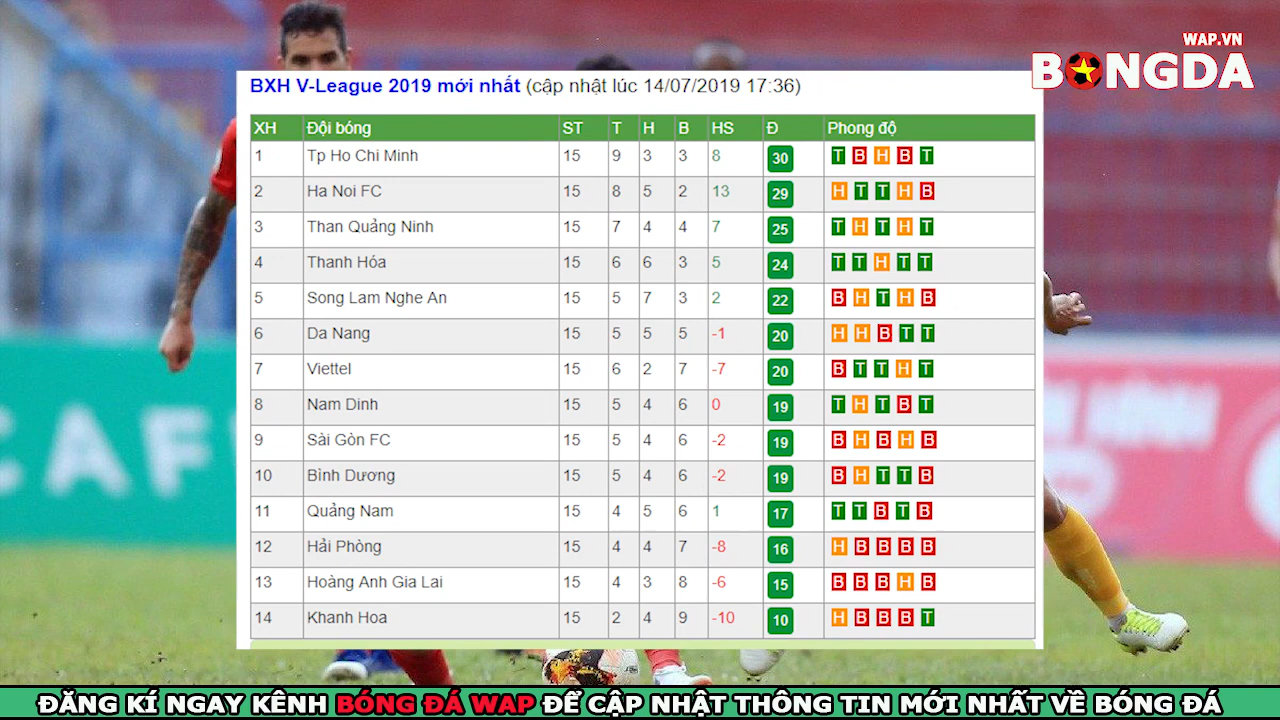 WAP.VN
BONGDA
BXH V-League 2019 mới nhất (cập nhật lúc 14/07/2019 17:36)
XH Đội bóng ST T H B HS Đ Phong độ
1 Tp Ho Chi Minh 15 9 3 3 8 30 T B H B T
2 Ha Noi FC 15 8 5 2 13 29 H T T H B
3 Than Quảng Ninh 15 7 4 4 7 25 T H T H T
4 Thanh Hóa 15 6 6 3 5 24 T T H T T
5 Song Lam Nghe An 15 5 7 3 2 22 B H T H B
6 Da Nang 15 5 5 5 -1 20 H H B T T
7 Viettel 15 6 2 7 -7 20 B T T H T
8 Nam Dinh 15 5 4 6 0 19 T H T B T
9 Sài Gòn FC 15 5 4 6 -2 19 B H B H B
10 Bình Dương 15 5 4 6 -2 19 B H T T B
11 Quảng Nam 15 4 5 6 1 17 T T B T B
12 Hải Phòng 15 4 4 7 -8 16 H B B B B
13 Hoàng Anh Gia Lai 15 4 3 8 -6 15 B B B H B
14 Khanh Hoa 15 2 4 9 -10 10 H B B B T
CAF
ĐĂNG KÍ NGAY KÊNH BÓNG ĐÁ WAP ĐỂ CẬP NHẬT THÔNG TIN MỚI NHẤT VỀ BÓNG ĐÁ